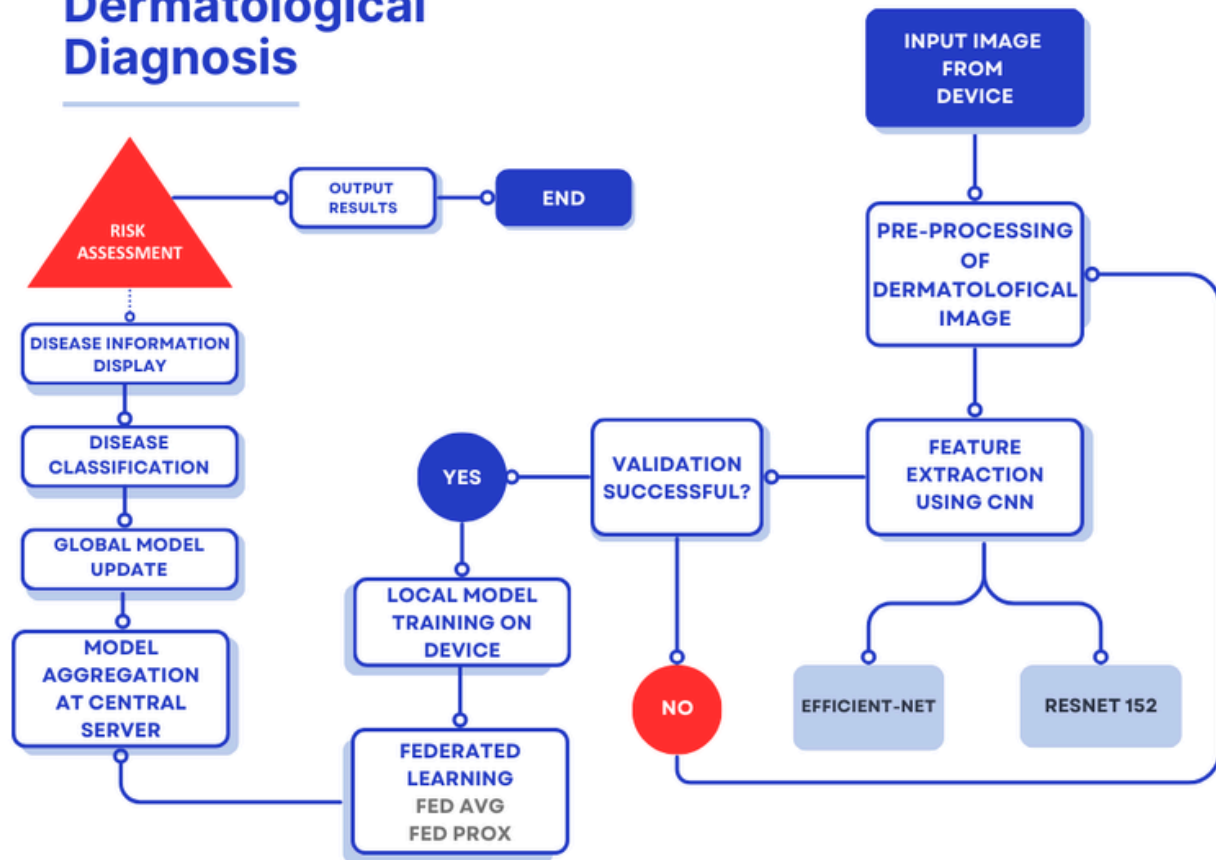 Dermatological
Diagnosis
INPUT IMAGE
FROM
DEVICE
PRE-PROCESSING
OF
DERMATOLOFICAL
IMAGE
FEATURE
EXTRACTION
USING CNN
EFFICIENT-NET
RESNET 152
VALIDATION
SUCCESSFUL?
NO
YES
LOCAL MODEL
TRAINING ON
DEVICE
FEDERATED
LEARNING
FED AVG
FED PROX
MODEL
AGGREGATION
AT CENTRAL
SERVER
GLOBAL MODEL
UPDATE
DISEASE
CLASSIFICATION
DISEASE INFORMATION
DISPLAY
RISK
ASSESSMENT
OUTPUT
RESULTS
END